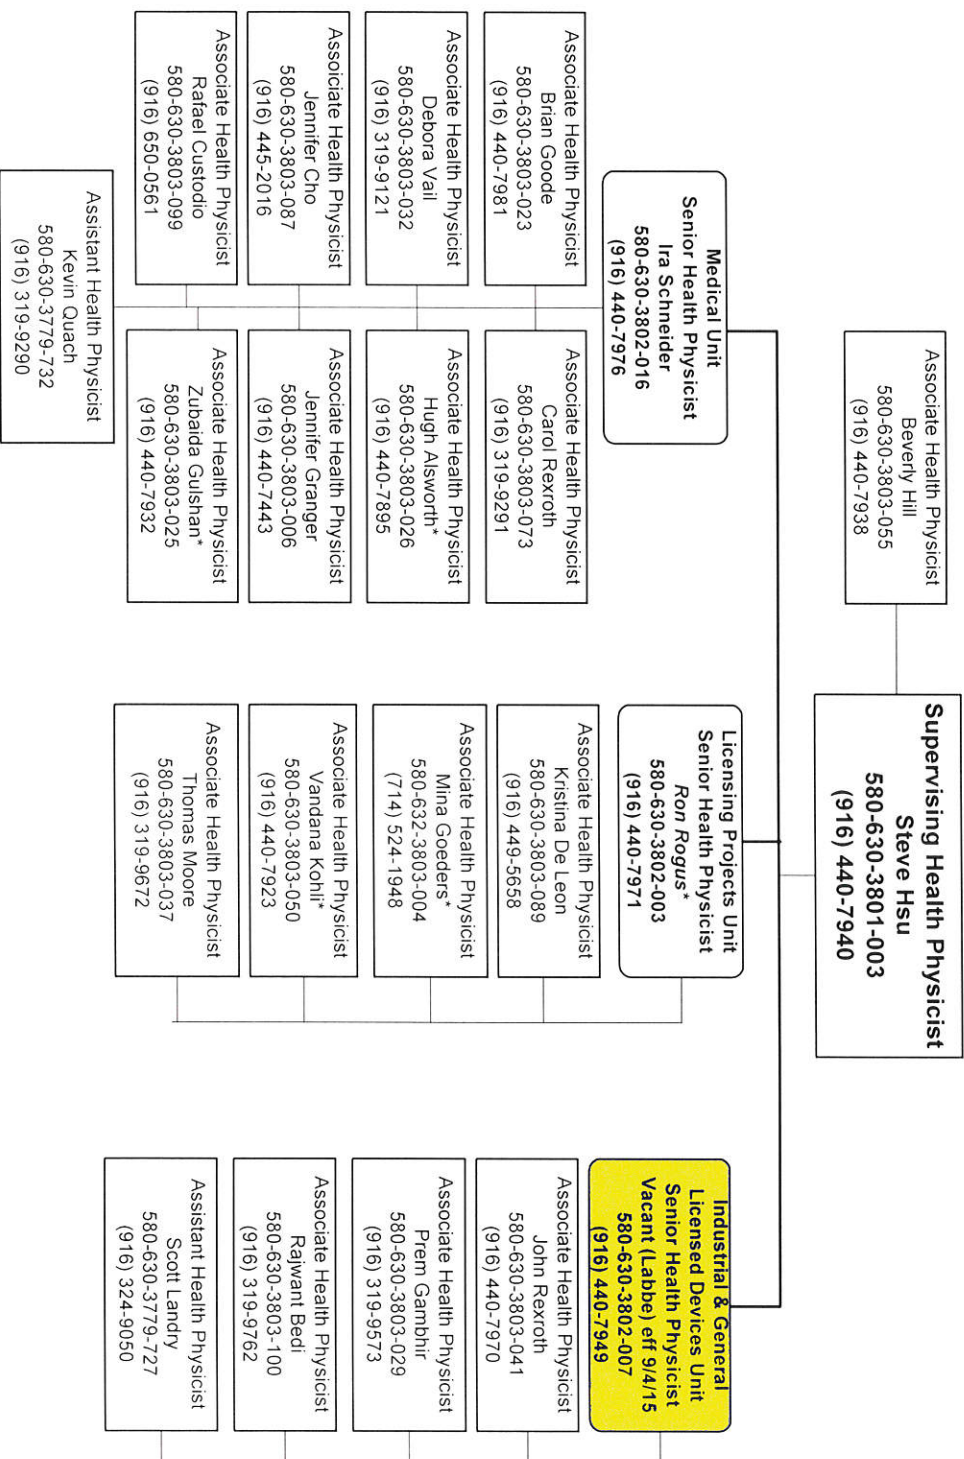 Supervising Health Physicist
Steve Hsu
580-630-3801-003
(916) 440-7940
Associate Health Physicist
Beverly Hill
580-630-3803-055
(916) 440-7938
Medical Unit
Senior Health Physicist
Ira Schneider
580-630-3802-016
(916) 440-7976
Associate Health Physicist
Brian Goode
580-630-3803-023
(916) 440-7981
Associate Health Physicist
Carol Rexroth
580-630-3803-073
(916) 319-9291
Associate Health Physicist
Debora Vail
580-630-3803-032
(916) 319-9121
Associate Health Physicist
Hugh Alsworth*
580-630-3803-026
(916) 440-7895
Assoiciate Health Physicist
Jennifer Cho
580-630-3803-087
(916) 445-2016
Associate Health Physicist
Jennifer Granger
580-630-3803-006
(916) 440-7443
Associate Health Physicist
Rafael Custodio
580-630-3803-099
(916) 650-0561
Associate Health Physicist
Zubaida Gulshan*
580-630-3803-025
(916) 440-7932
Assistant Health Physicist
Kevin Quach
580-630-3779-732
(916) 319-9290
Licensing Projects Unit
Senior Health Physicist
Ron Rogus*
580-630-3802-003
(916) 440-7971
Associate Health Physicist
Kristina De Leon
580-630-3803-089
(916) 449-5658
Associate Health Physicist
Mina Goeders*
580-632-3803-004
(714) 524-1948
Associate Health Physicist
Vandana Kohli*
580-630-3803-050
(916) 440-7923
Associate Health Physicist
Thomas Moore
580-630-3803-037
(916) 319-9672
Industrial & General
Licensed Devices Unit
Senior Health Physicist
Vacant (Labbe) eff 9/4/15
580-630-3802-007
(916) 440-7949
Associate Health Physicist
John Rexroth
580-630-3803-041
(916) 440-7970
Associate Health Physicist
Prem Gambhir
580-630-3803-029
(916) 319-9573
Associate Health Physicist
Rajwant Bedi
580-630-3803-100
(916) 319-9762
Assistant Health Physicist
Scott Landry
580-630-3779-727
(916) 324-9050